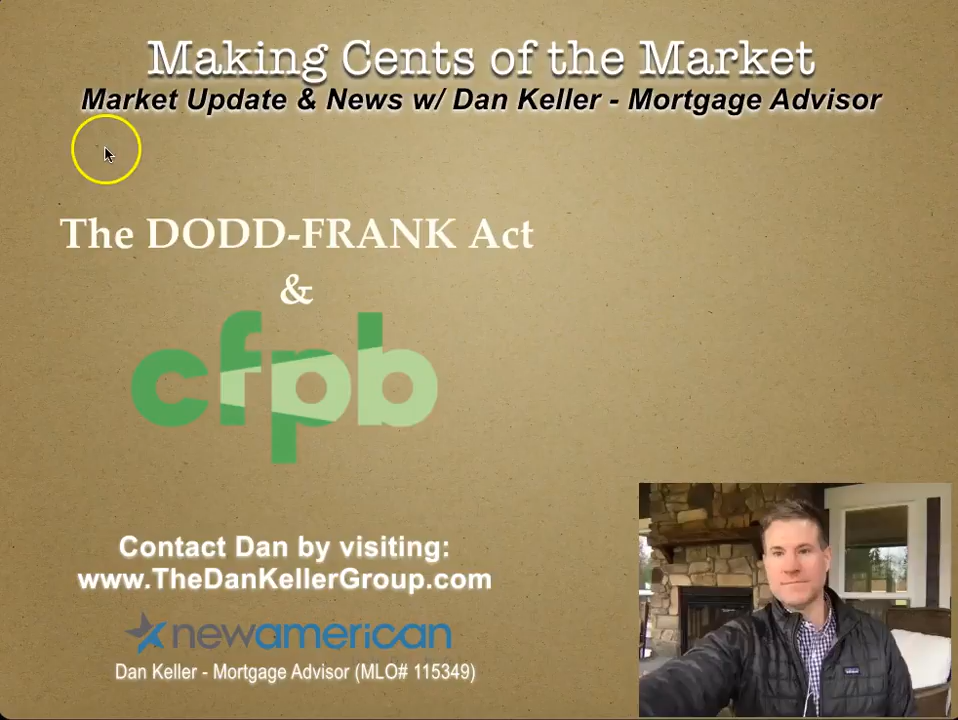 Making Cents of the Market
Market Update & News w/ Dan Keller - Mortgage Advisor
The DODD-FRANK Act
&
cfpb
Contact Dan by visiting:
www.TheDanKellerGroup.com
newamerican
Dan Keller - Mortgage Advisor (MLO# 115349)